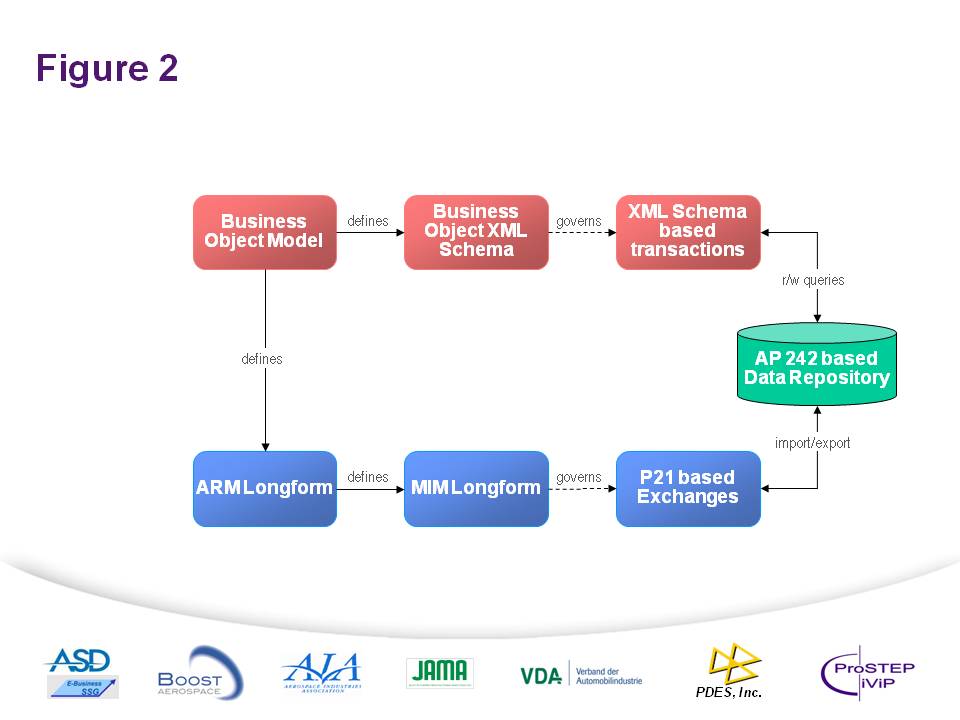 Figure 2
Business
Object Model
defines
Business
Object XML
Schema
governs
XML Schema
based
transactions
r/w queries
defines
AP 242 based
Data Repository
import/export
ARM Longform
defines
MIM Longform
governs
P21 based
Exchanges
ASD
E-Business
SSG
BOOST
AEROSPACE
AIA
AEROSPACE INDUSTRIES
ASSOCIATION
JAMA
VDA
Verband der
Automobilindustrie
PDES, Inc.
ProSTEP
iViP